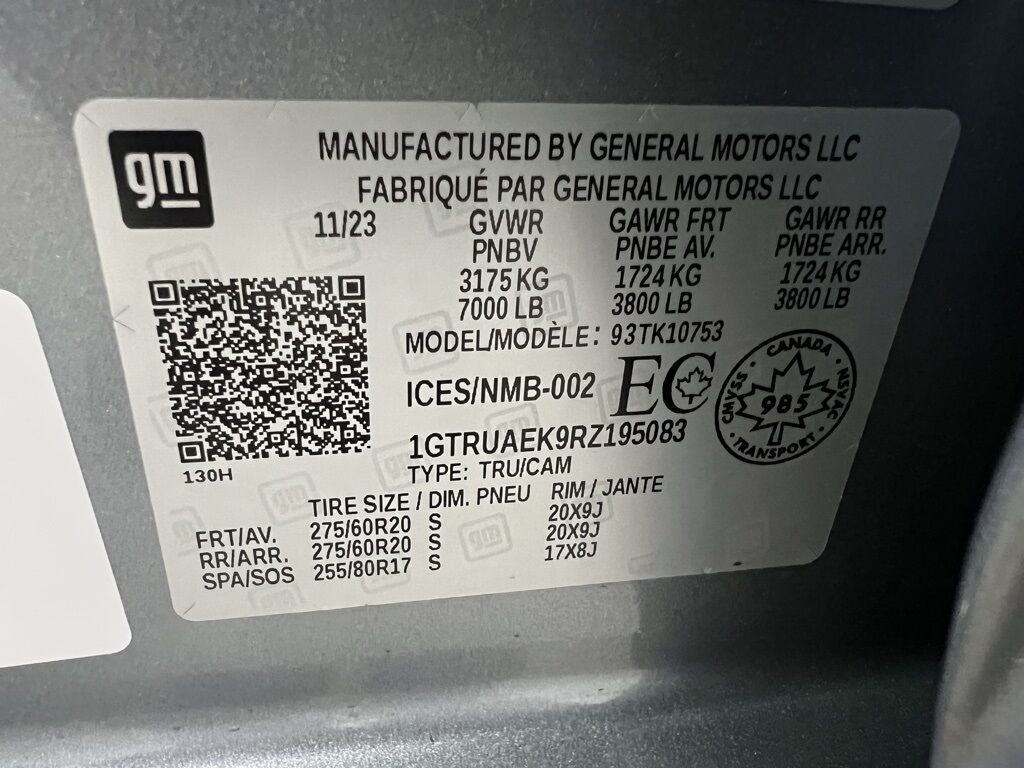 gm
MANUFACTURED BY GENERAL MOTORS LLC
FABRIQUÉ PAR GENERAL MOTORS LLC
11/23 GVWR GAWR FRT GAWR RR
PNBV PNBE AV. PNBE ARR.
3175 KG 1724 KG 1724 KG
7000 LB 3800 LB 3800 LB
MODEL/MODÈLE: 93TK10753
ICES/NMB-002 EC
CANADA
CMVSS 985 NSVAC
TRANSPORT
1GTRUAEK9RZ195083
130H TYPE: TRU/CAM
TIRE SIZE / DIM. PNEU RIM / JANTE
FRT/AV. 275/60R20 S 20X9J
RR/ARR. 275/60R20 S 20X9J
SPA/SOS 255/80R17 S 17X8J